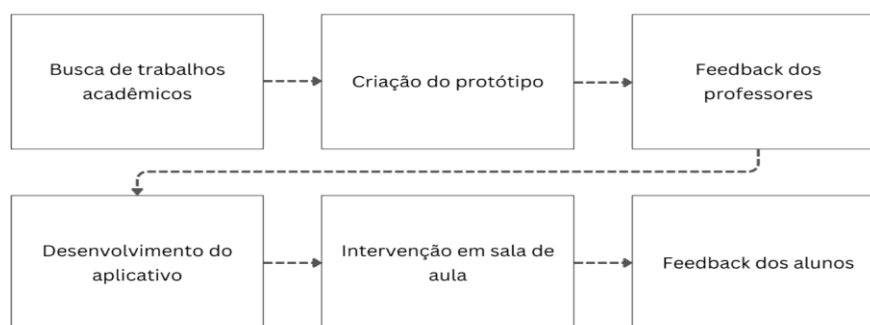 Busca de trabalhos
acadêmicos
Criação do protótipo
Feedback dos
professores
Desenvolvimento do
aplicativo
Intervenção em sala de
aula
Feedback dos alunos